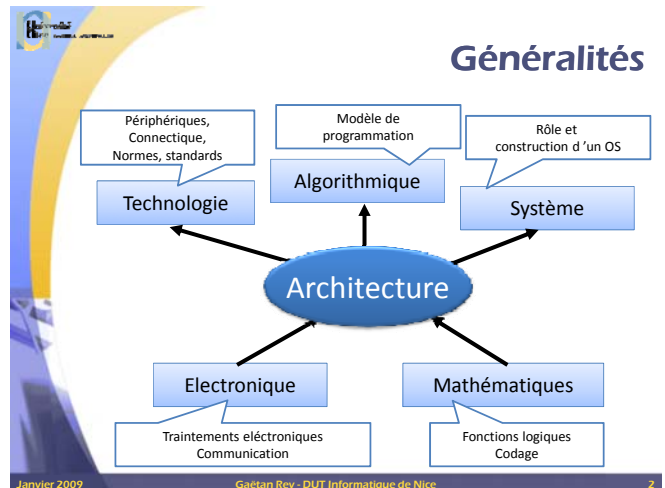 Généralités
Périphériques,
Connectique,
Normes, standards
Modèle de
programmation
Rôle et
construction d ’un OS
Technologie
Algorithmique
Système
Architecture
Electronique
Mathématiques
Traintements eléctroniques
Communication
Fonctions logiques
Codage
Janvier 2009
Gaëtan Rey - DUT Informatique de Nice
2